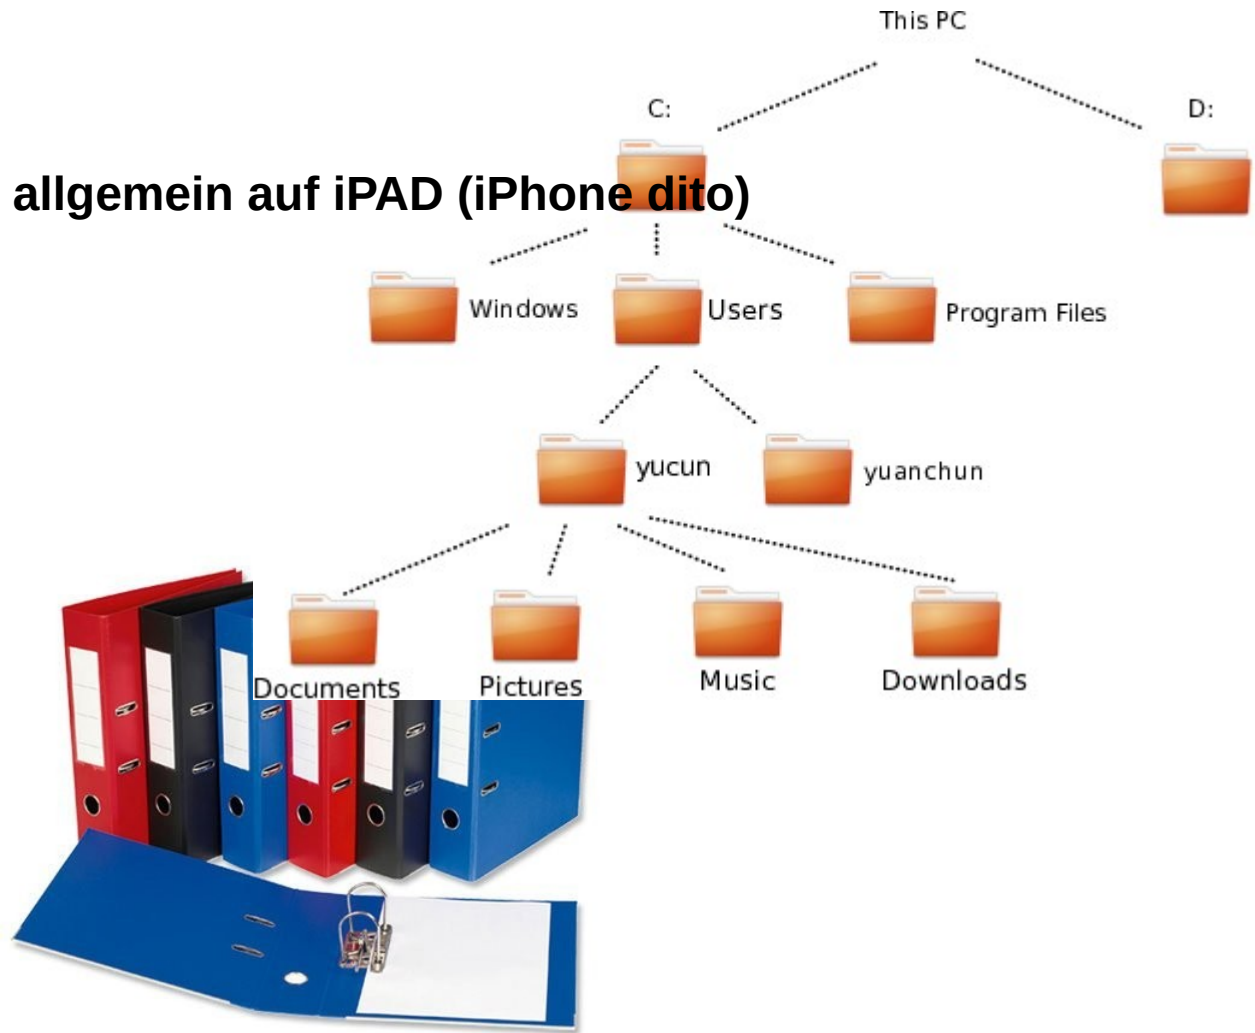 This PC
C:
D:
allgemein auf iPAD (iPhone dito)
Windows
Users
Program Files
yucun
yuanchun
Documents
Pictures
Music
Downloads